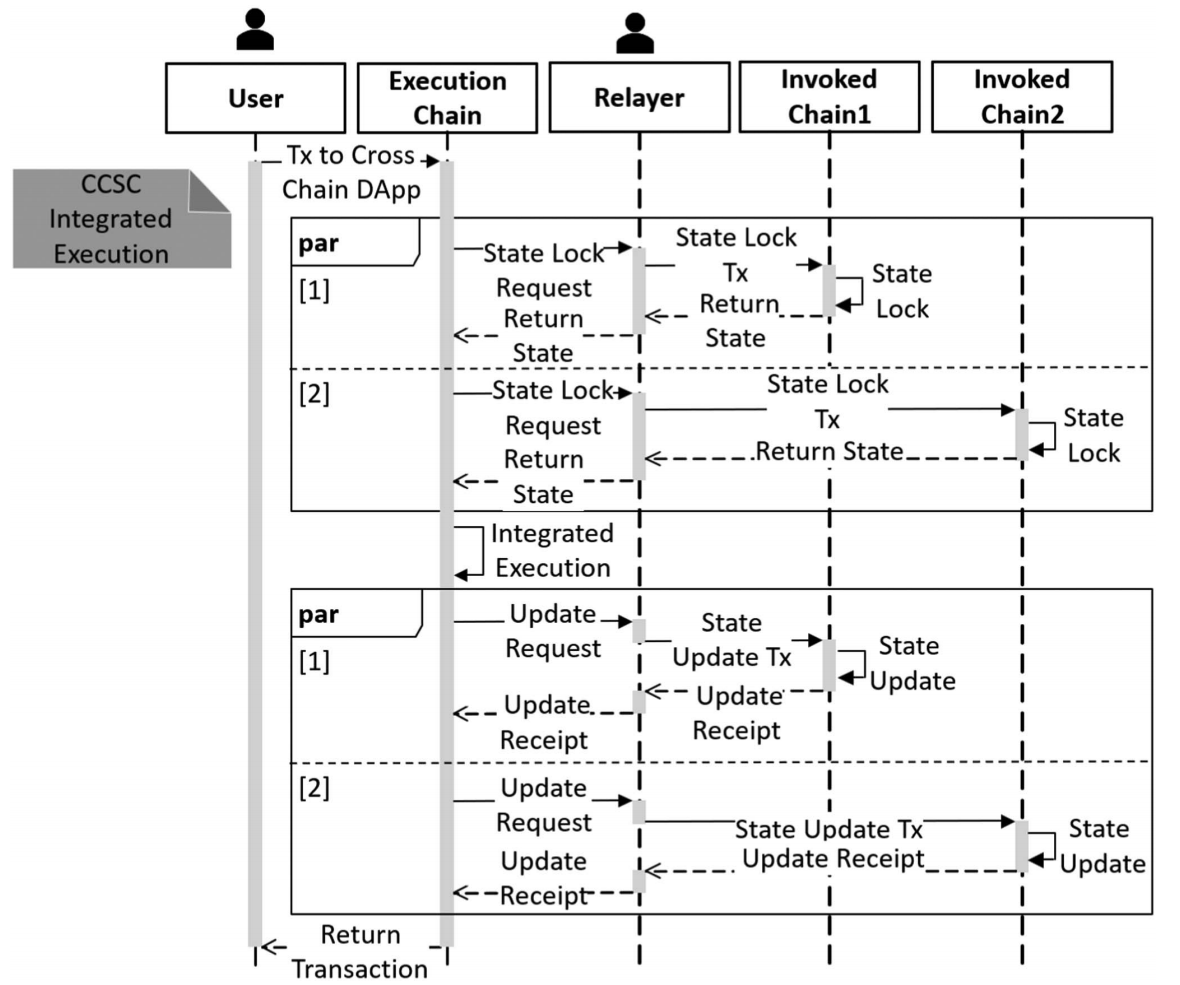 User
Execution
Chain
Relayer
Invoked
Chain1
Invoked
Chain2
CCSC
Integrated
Execution
Tx to Cross
Chain DApp
par
[1]
State Lock
Request
State Lock
Tx
State
Lock
Return
State
Return
State
[2]
State Lock
Request
State Lock
Tx
State
Lock
Return State
Return
State
Integrated
Execution
par
[1]
Update
Request
State
Update Tx
State
Update
Update
Receipt
Update
Receipt
[2]
Update
Request
State Update Tx
State
Update
Update Receipt
Update
Receipt
Return
Transaction